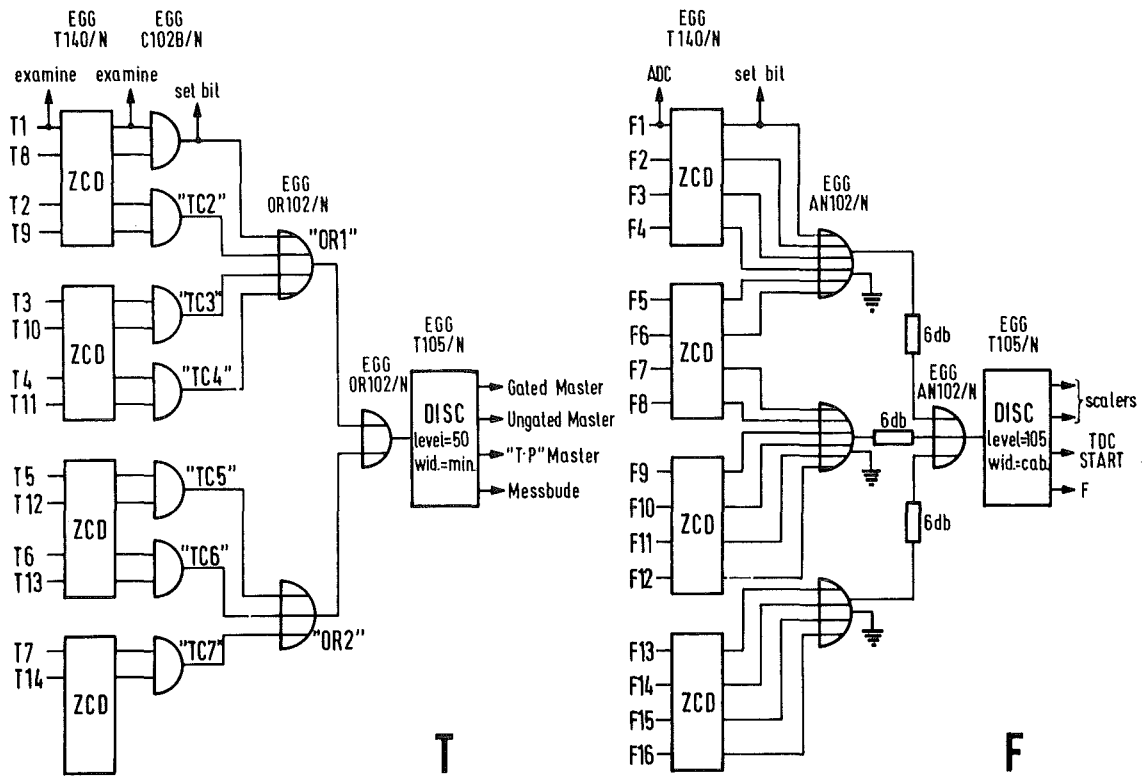 EGG
T140/N
EGG
C102B/N
examine
examine
set bit
T1
T8
T2
T9
ZCD
"TC2"
EGG
OR102/N
"OR1"
T3
T10
T4
T11
ZCD
"TC3"
"TC4"
EGG
OR102/N
EGG
T105/N
DISC
level=50
wid.=min.
Gated Master
Ungated Master
"T·P" Master
Messbude
T5
T12
T6
T13
ZCD
"TC5"
"TC6"
"OR2"
T7
T14
ZCD
"TC7"
T
EGG
T140/N
ADC
set bit
F1
F2
F3
F4
ZCD
EGG
AN102/N
F5
F6
F7
F8
ZCD
6db
6db
EGG
AN102/N
EGG
T105/N
DISC
level=105
wid.=cab.
scalers
TDC
START
F
F9
F10
F11
F12
ZCD
6db
F13
F14
F15
F16
ZCD
F